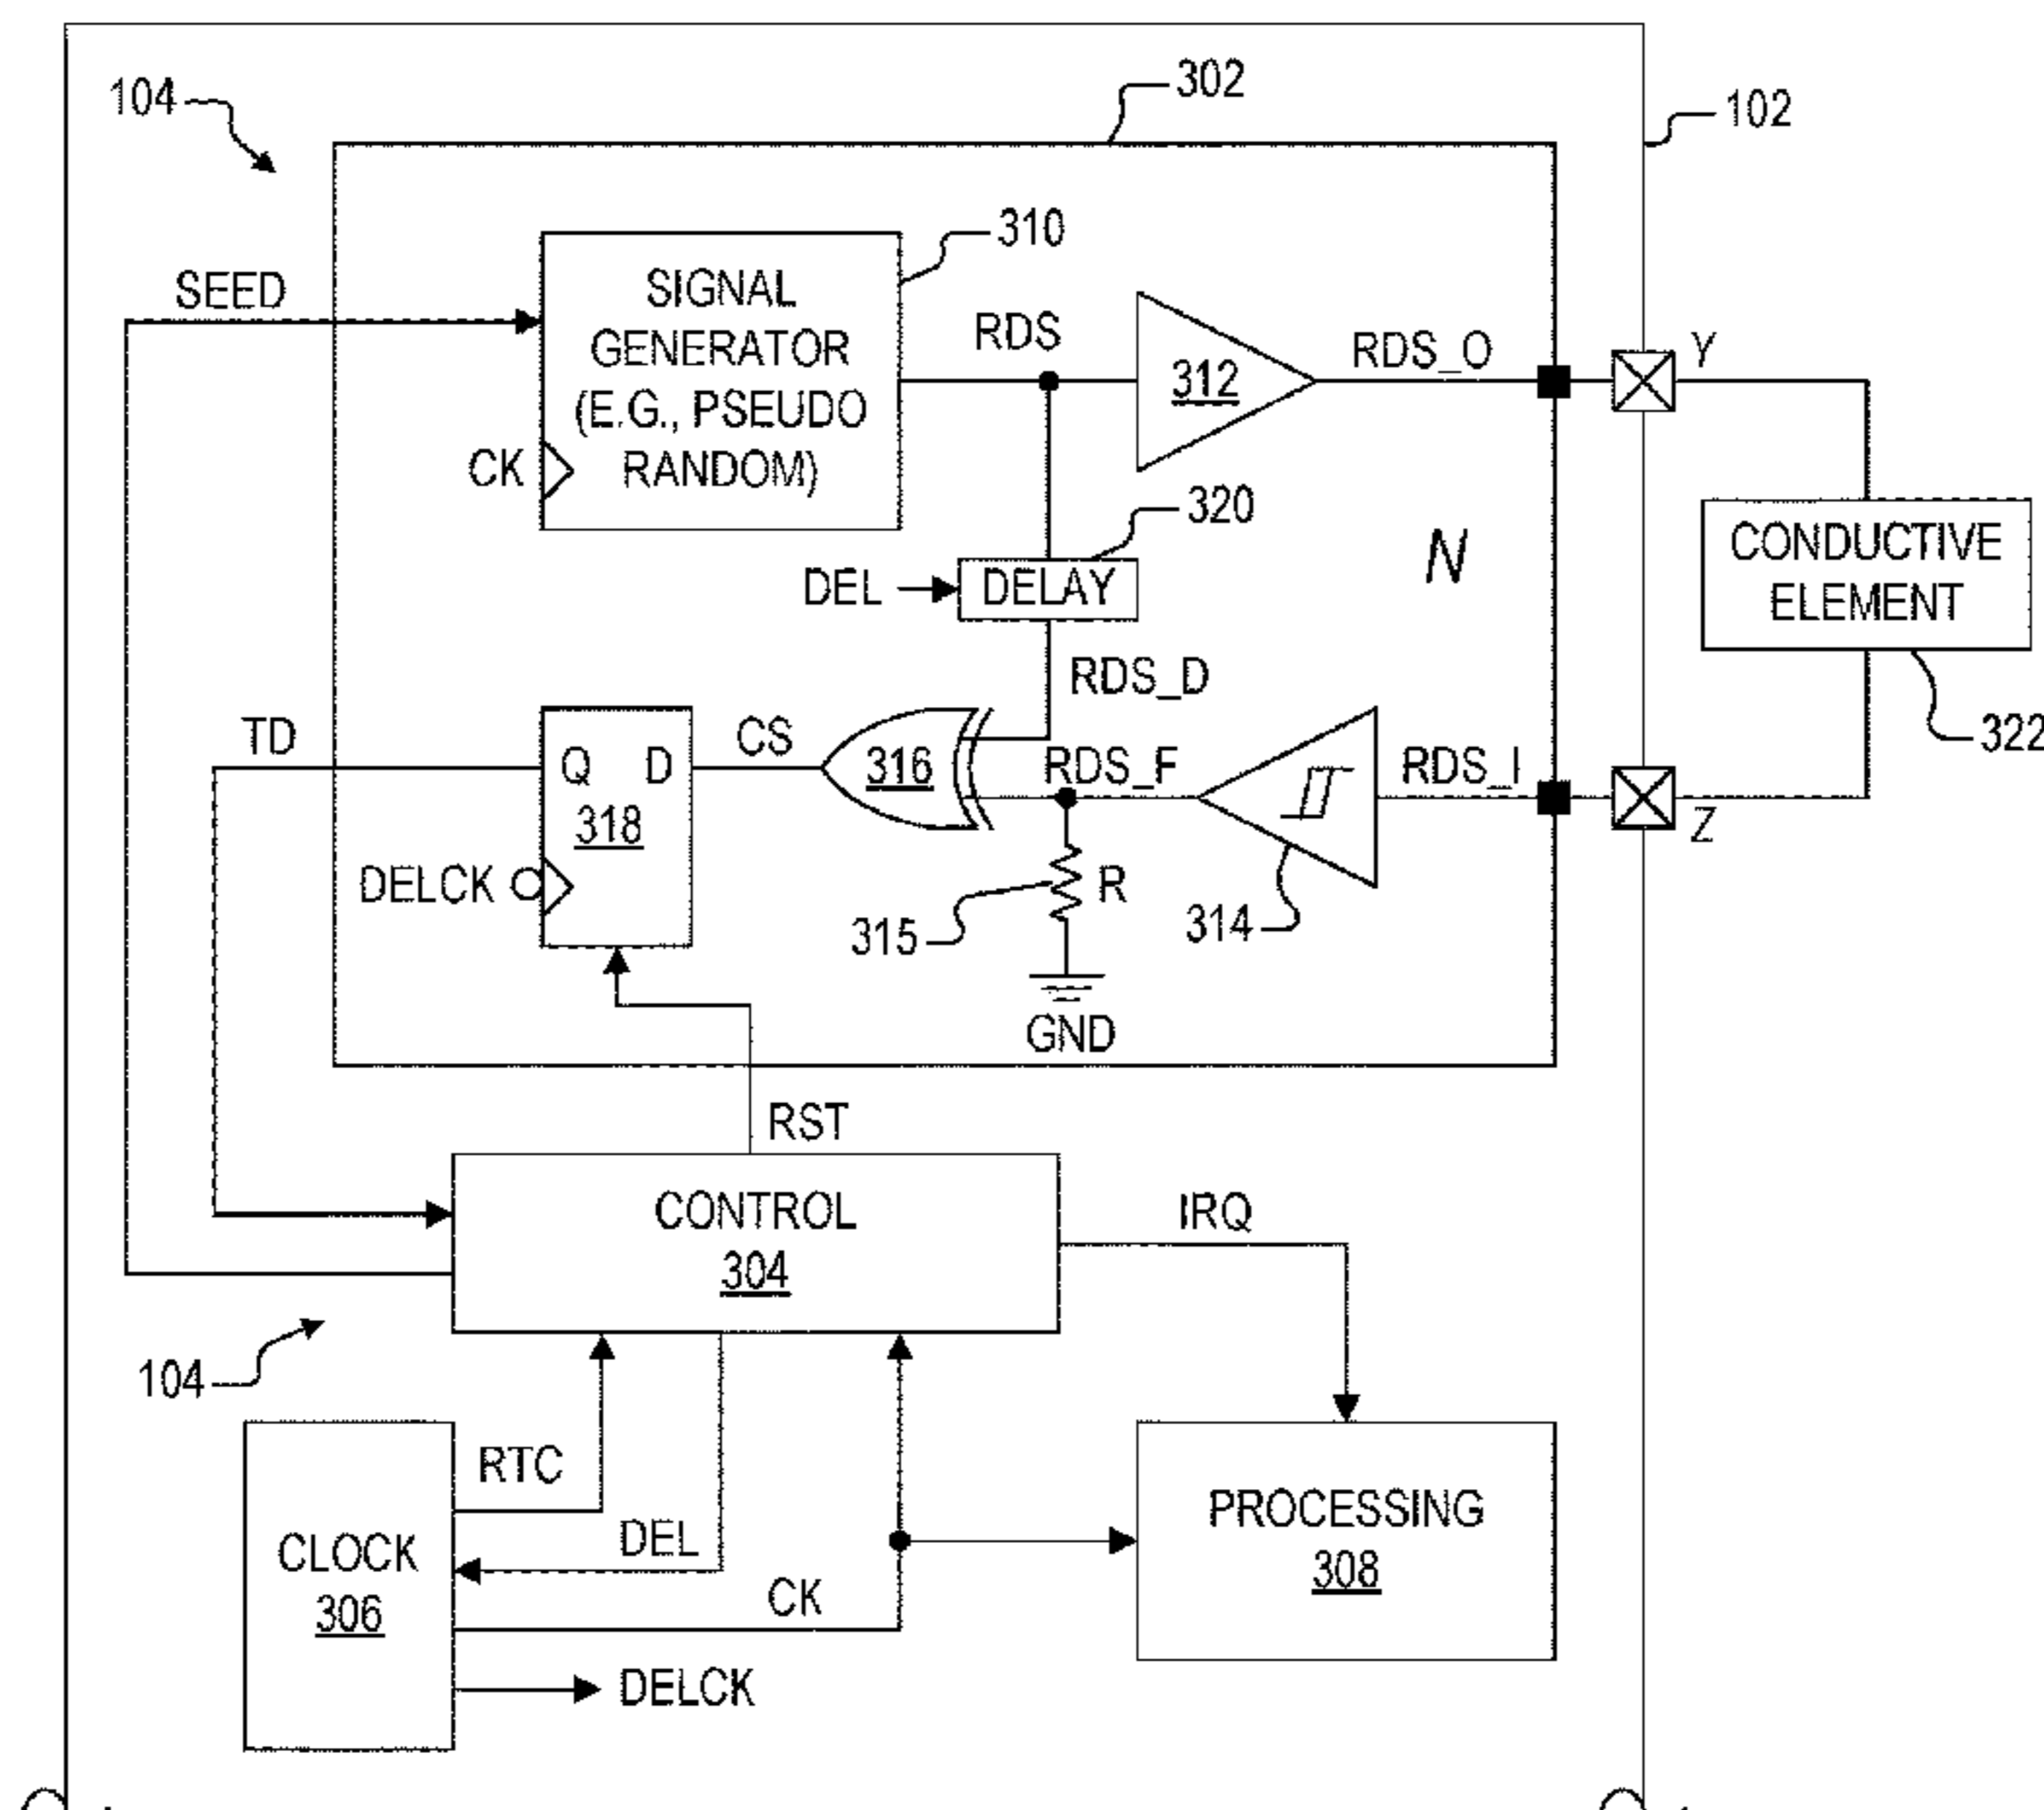 104
302
102
310
SEED
SIGNAL
GENERATOR
(E.G., PSEUDO
RANDOM)
CK
RDS
312
RDS_O
Y
320
DEL
DELAY
N
CONDUCTIVE
ELEMENT
RDS_D
322
TD
Q
D
318
CS
316
RDS_F
RDS_I
Z
DELCK
315
R
314
GND
RST
CONTROL
304
IRQ
104
RTC
CLOCK
306
DEL
CK
DELCK
PROCESSING
308